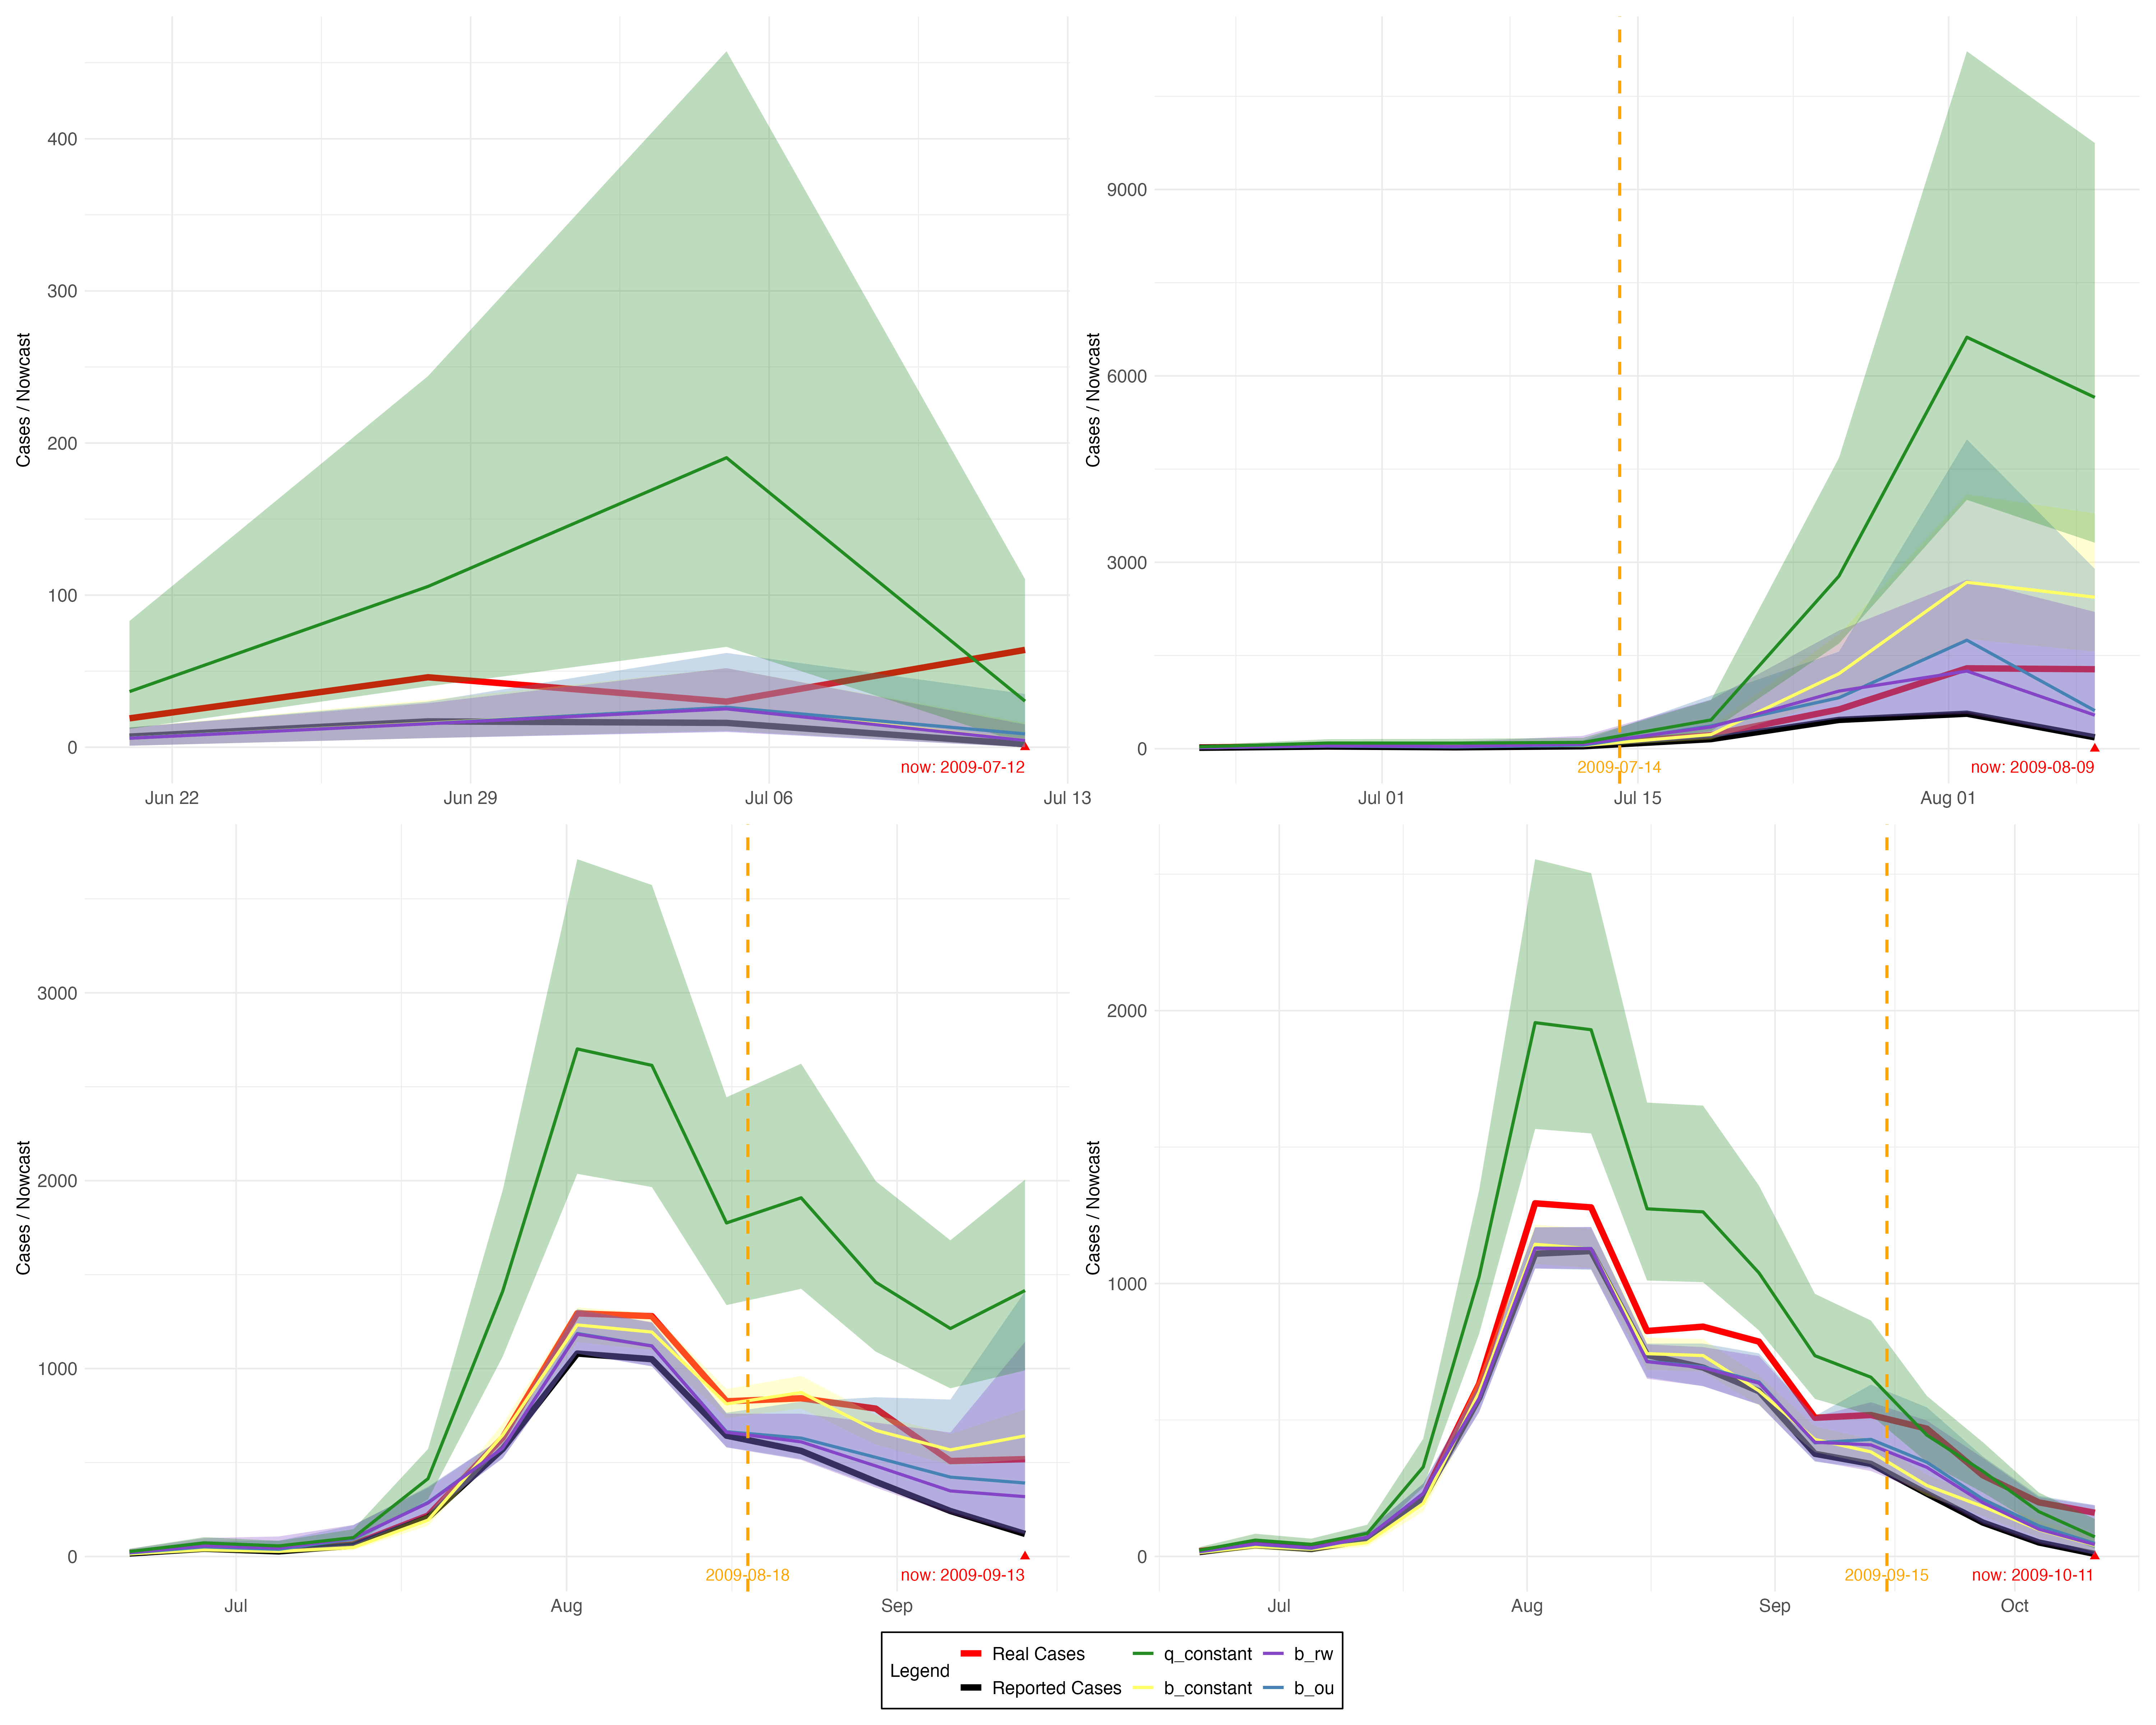 400
300
200
100
0
Cases / Nowcast
now: 2009-07-12
Jun 22
Jun 29
Jul 06
Jul 13
9000
6000
3000
0
Cases / Nowcast
2009-07-14
now: 2009-08-09
Jul 01
Jul 15
Aug 01
3000
2000
1000
0
Cases / Nowcast
2009-08-18
now: 2009-09-13
Jul
Aug
Sep
2000
1000
0
Cases / Nowcast
2009-09-15
now: 2009-10-11
Jul
Aug
Sep
Oct
Legend
Real Cases
q_constant
b_rw
Reported Cases
b_constant
b_ou